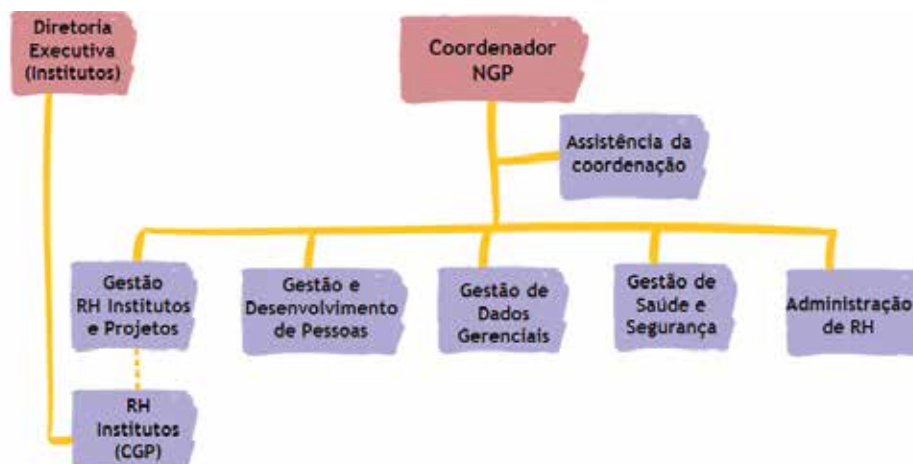 Diretoria
Executiva
(Institutos)
Coordenador
NGP
Assistência da
coordenação
Gestão
RH Institutos
e Projetos
Gestão e
Desenvolvimento
de Pessoas
Gestão de
Dados
Gerenciais
Gestão de
Saúde e
Segurança
Administração
de RH
RH
Institutos
(CGP)